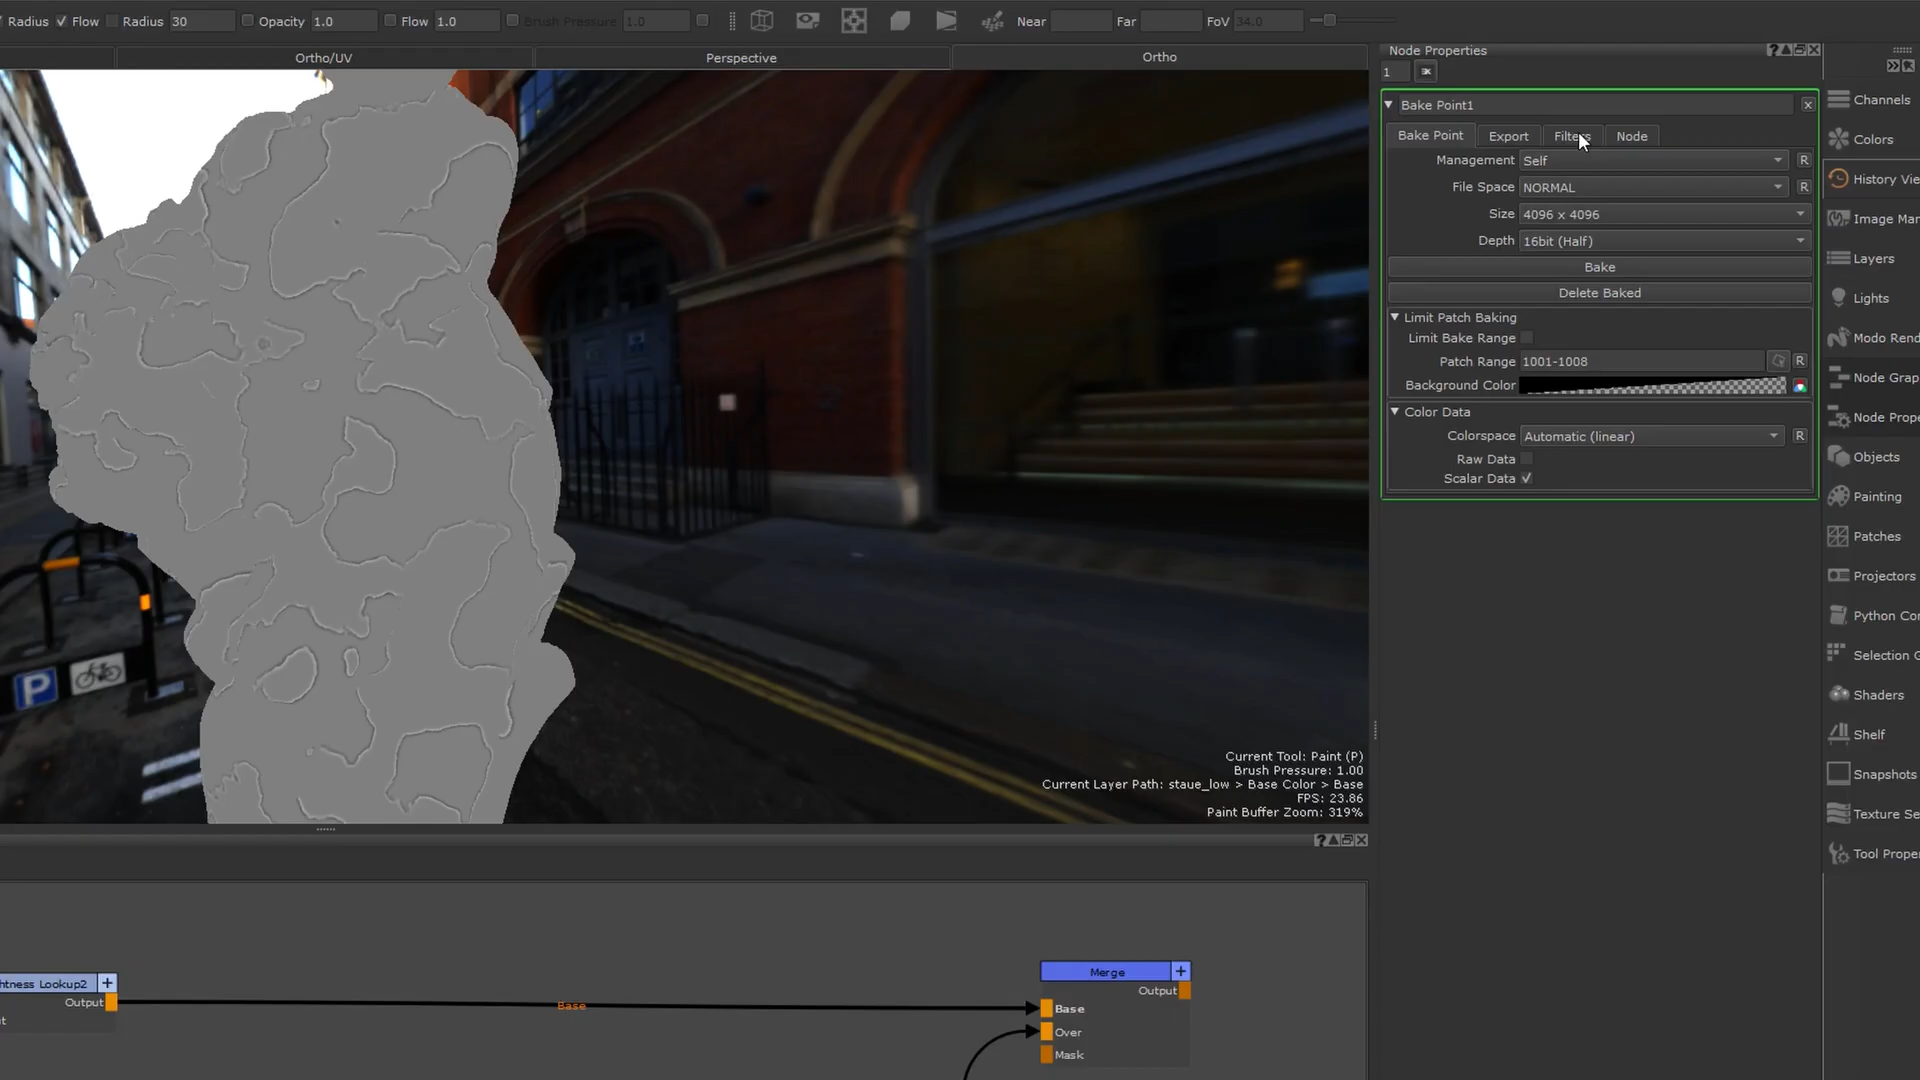 Radius Flow Radius 30 Opacity 1.0 Flow 1.0 Brush Pressure 1.0 Near Far FoV 34.0
Ortho/UV Perspective Ortho
Node Properties
1
Bake Point1
Bake Point Export Filters Node
Management Self R
File Space NORMAL R
Size 4096 x 4096
Depth 16bit (Half)
Bake
Delete Baked
Limit Patch Baking
Limit Bake Range
Patch Range 1001-1008 R
Background Color
Color Data
Colorspace Automatic (linear) R
Raw Data
Scalar Data
Channels
Colors
History Vie
Image Mar
Layers
Lights
Modo Rend
Node Grap
Node Prope
Objects
Painting
Patches
Projectors
Python Cor
Selection G
Shaders
Shelf
Snapshots
Texture Se
Tool Proper
P
Current Tool: Paint (P)
Brush Pressure: 1.00
Current Layer Path: staue_low > Base Color > Base
FPS: 23.86
Paint Buffer Zoom: 319%
htness Lookup2 +
Output
ut
Base
Merge +
Output
Base
Over
Mask